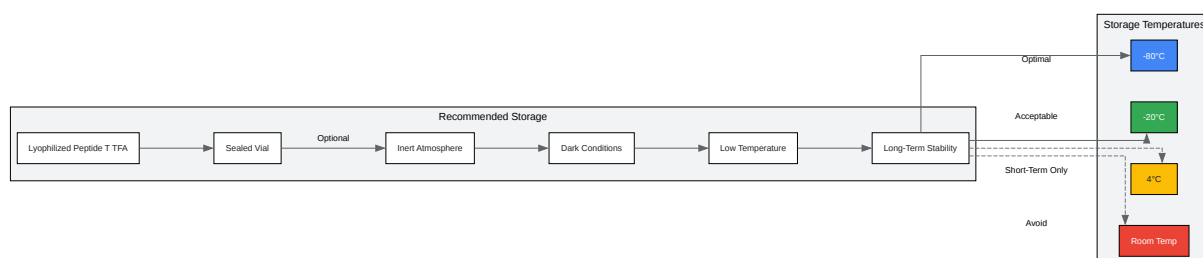 Storage Temperatures
-80°C
Optimal
Recommended Storage
Acceptable
-20°C
Lyophilized Peptide T TFA
Sealed Vial
Optional
Inert Atmosphere
Dark Conditions
Low Temperature
Long-Term Stability
Short-Term Only
4°C
Avoid
Room Temp